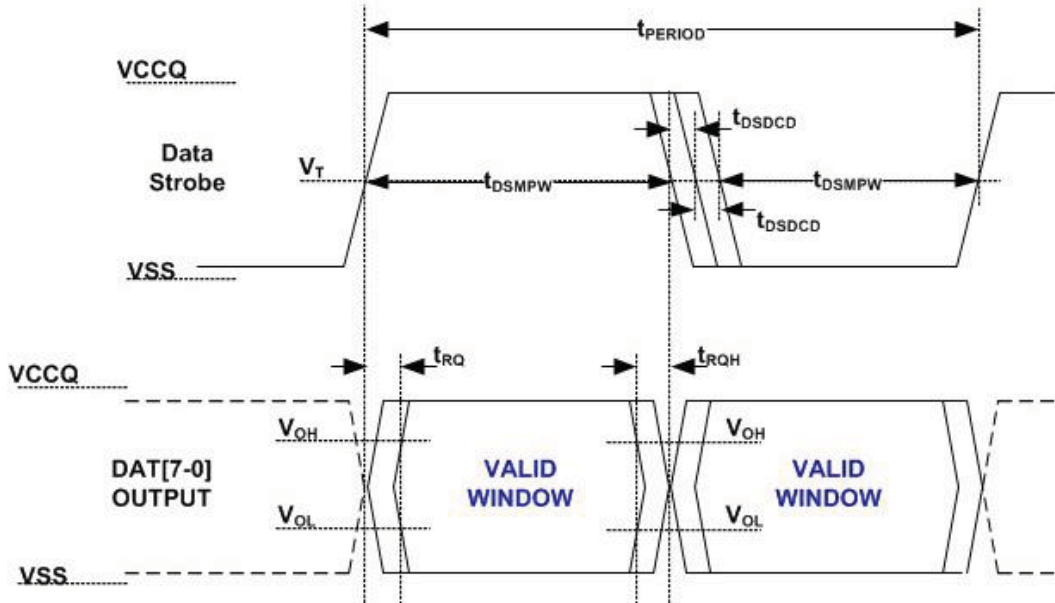 tPERIOD
VCCQ
tDSDCD
Data
Strobe
VT
tDSMPW
tDSMPW
tDSDCD
VSS
tRQ
tRQH
VCCQ
VOH
VOH
DAT[7-0]
OUTPUT
VALID
WINDOW
VALID
WINDOW
VOL
VOL
VSS